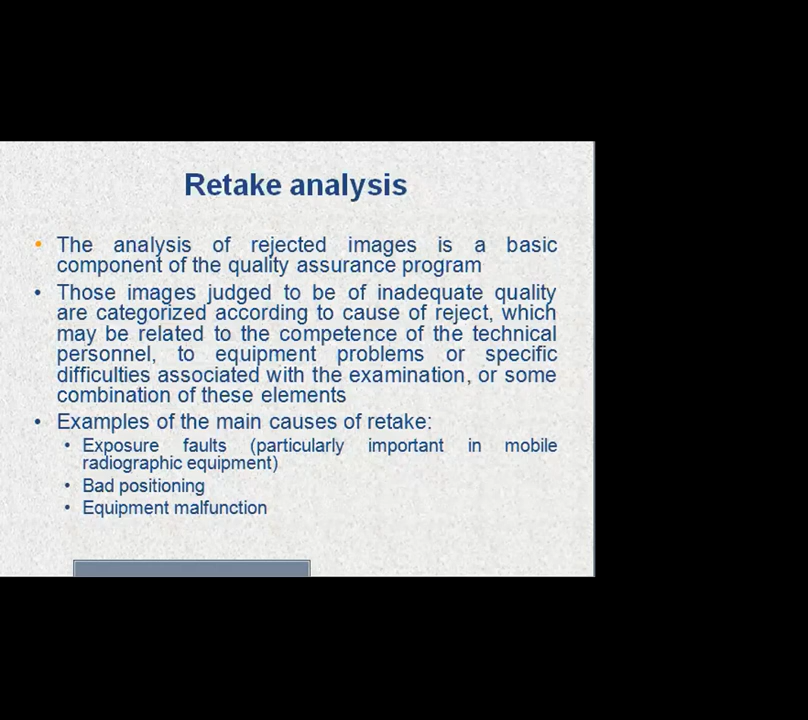 Retake analysis
• The analysis of rejected images is a basic
component of the quality assurance program
• Those images judged to be of inadequate quality
are categorized according to cause of reject, which
may be related to the competence of the technical
personnel, to equipment problems or specific
difficulties associated with the examination, or some
combination of these elements
• Examples of the main causes of retake:
• Exposure faults (particularly important in mobile
radiographic equipment)
• Bad positioning
• Equipment malfunction